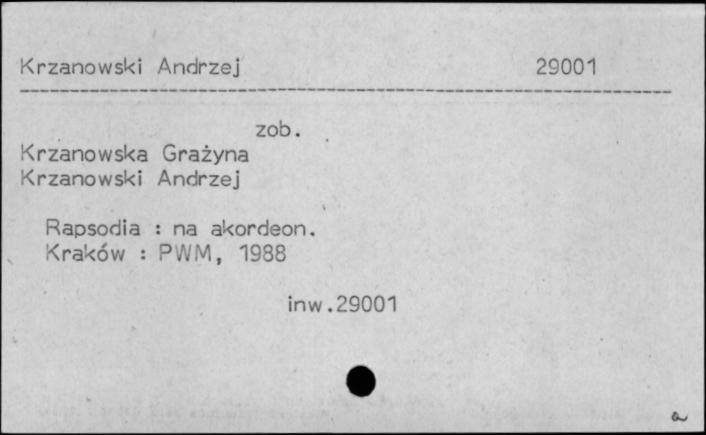 Krzanowski Andrzej 29001
zob.
Krzanowska Grażyna
Krzanowski Andrzej
Rapsodia : na akordeon.
Kraków : PWM, 1988
inw.29001
a